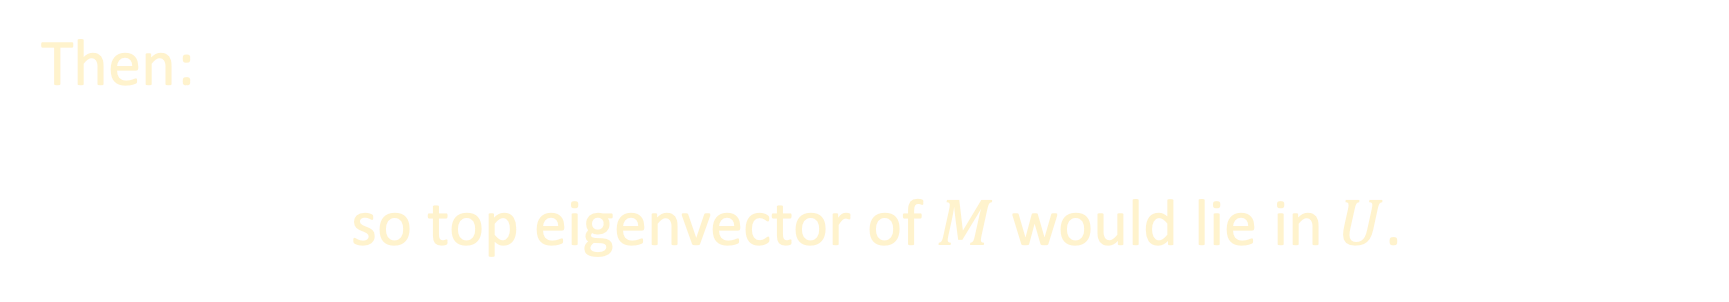 Then:
so top eigenvector of 𝑀 would lie in 𝑈.